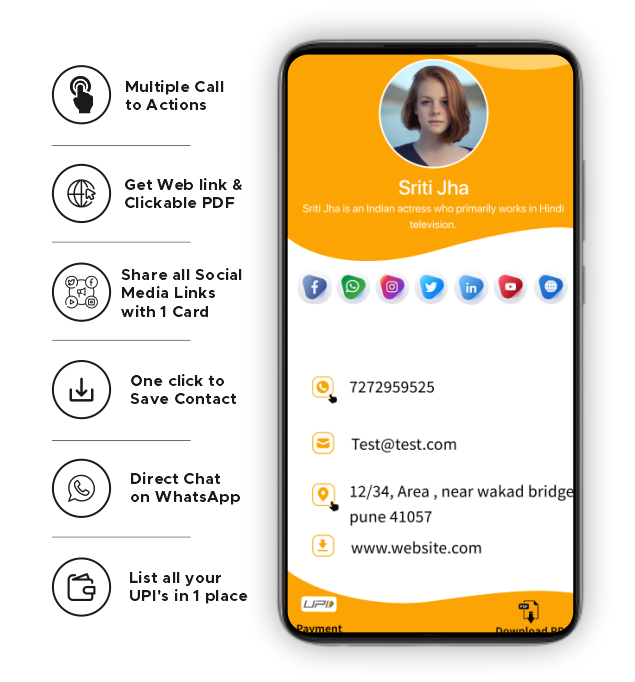 Multiple Call
to Actions
Get Web link &
Clickable PDF
Share all Social
Media Links
with 1 Card
One click to
Save Contact
Direct Chat
on WhatsApp
List all your
UPI's in 1 place
Sriti Jha
Sriti Jha is an Indian actress who primarily works in Hindi
television.
in
7272959525
Test@test.com
12/34, Area , near wakad bridge
pune 41057
www.website.com
UPI
PDF
Payment
Download